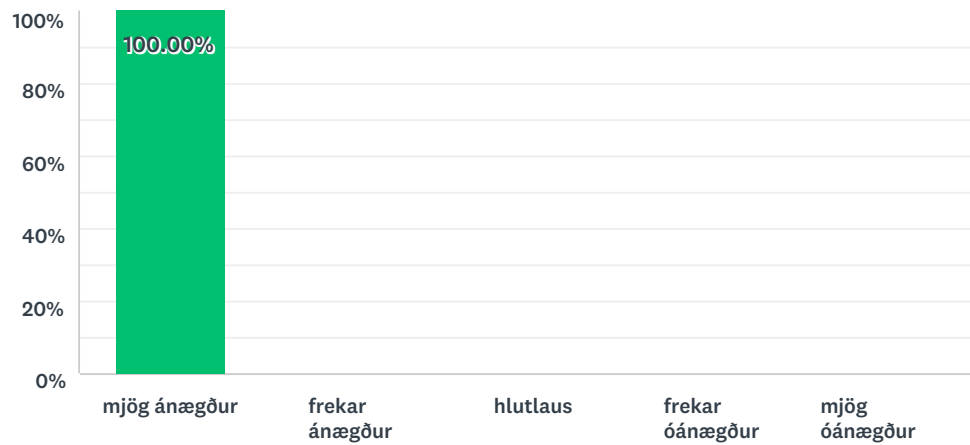 100%
100.00%
80%
60%
40%
20%
0%
mjög ánægður
frekar
ánægður
hlutlaus
frekar
óánægður
mjög
óánægður